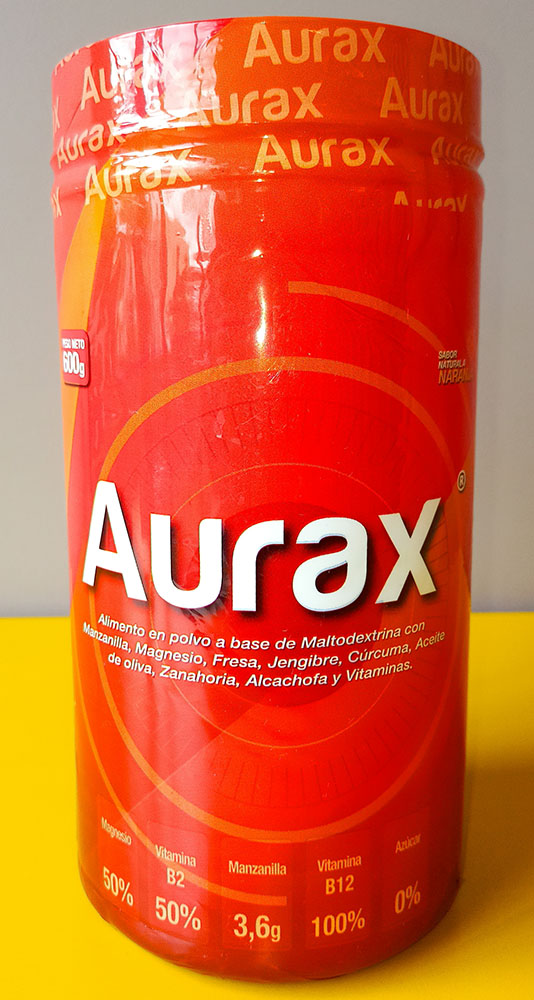 Aurax
Aurax
Aurax
Aurax
Aurax
Aurax
Aurax
Aurax
PESO NETO
600g
SABOR
NATURAL A
NARANJA
Aurax®
Alimento en polvo a base de Maltodextrina con
Manzanilla, Magnesio, Fresa, Jengibre, Cúrcuma, Aceite
de oliva, Zanahoria, Alcachofa y Vitaminas.
Magnesio
50%
Vitamina
B2
50%
Manzanilla
3,6g
Vitamina
B12
100%
Azúcar
0%